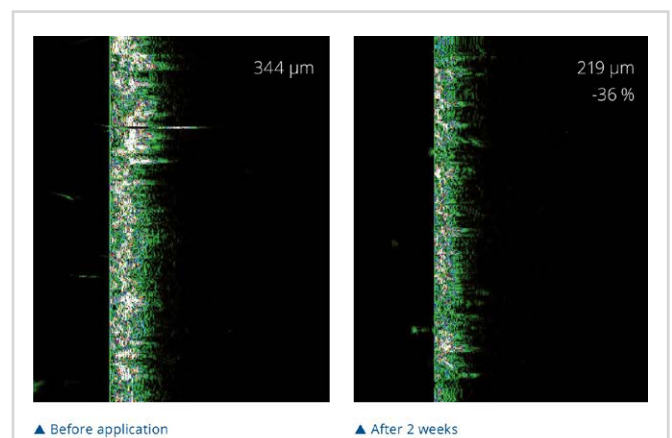 344 µm
219 µm
-36 %
▲ Before application
▲ After 2 weeks